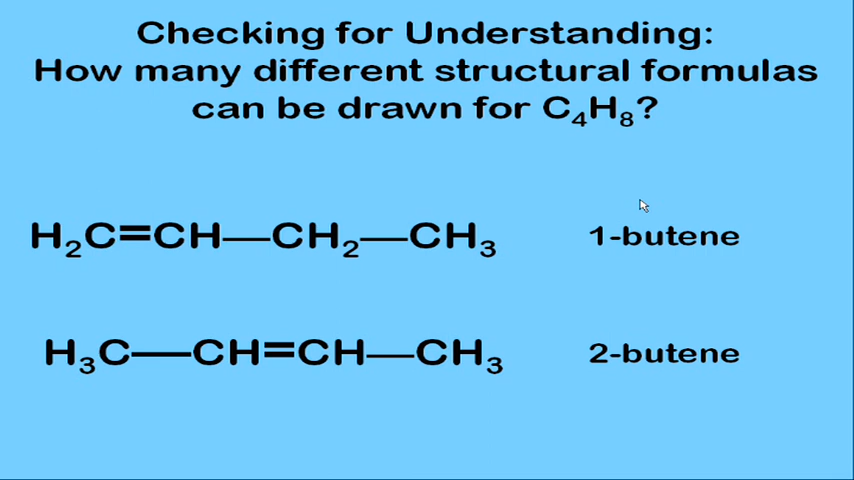 Checking for Understanding:
How many different structural formulas
can be drawn for C₄H₈?
H₂C=CH—CH₂—CH₃ 1-butene
H₃C—CH=CH—CH₃ 2-butene